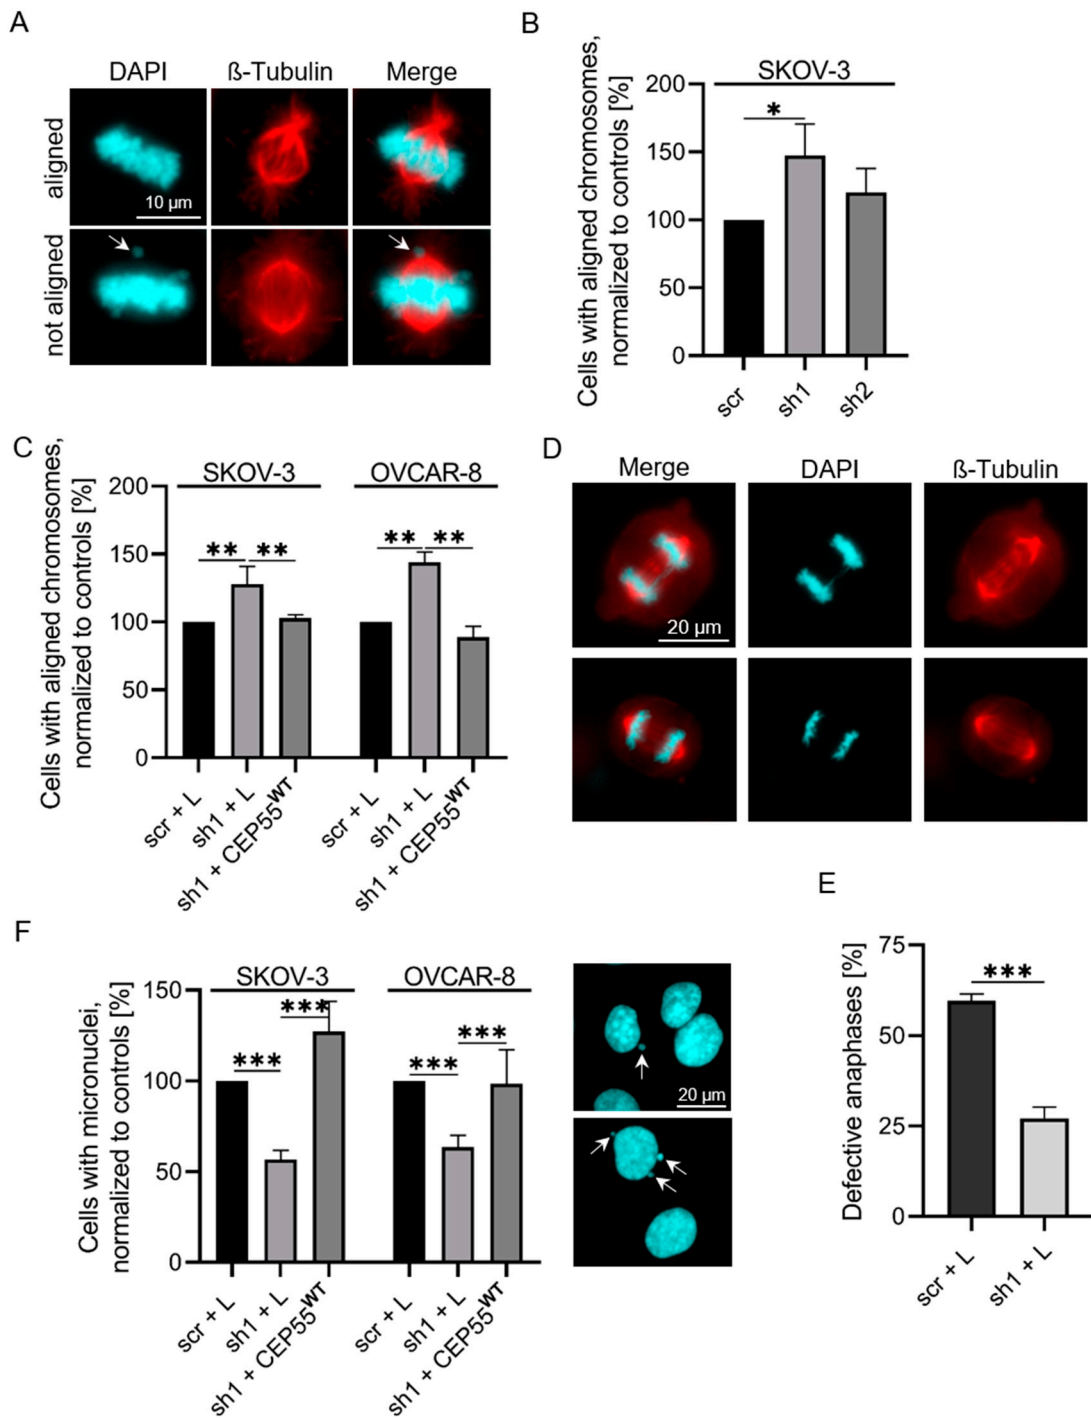 A
DAPI
ß-Tubulin
Merge
aligned
10 µm
not aligned
B
SKOV-3
Cells with aligned chromosomes,
normalized to controls [%]
200
150
100
50
0
*
scr
sh1
sh2
C
SKOV-3
OVCAR-8
Cells with aligned chromosomes,
normalized to controls [%]
200
150
100
50
0
**
**
**
**
scr + L
sh1 + L
sh1 + CEP55WT
scr + L
sh1 + L
sh1 + CEP55WT
D
Merge
DAPI
ß-Tubulin
20 µm
E
Defective anaphases [%]
75
50
25
0
***
scr + L
sh1 + L
F
SKOV-3
OVCAR-8
Cells with micronuclei,
normalized to controls [%]
150
100
50
0
***
***
***
***
scr + L
sh1 + L
sh1 + CEP55WT
scr + L
sh1 + L
sh1 + CEP55WT
20 µm